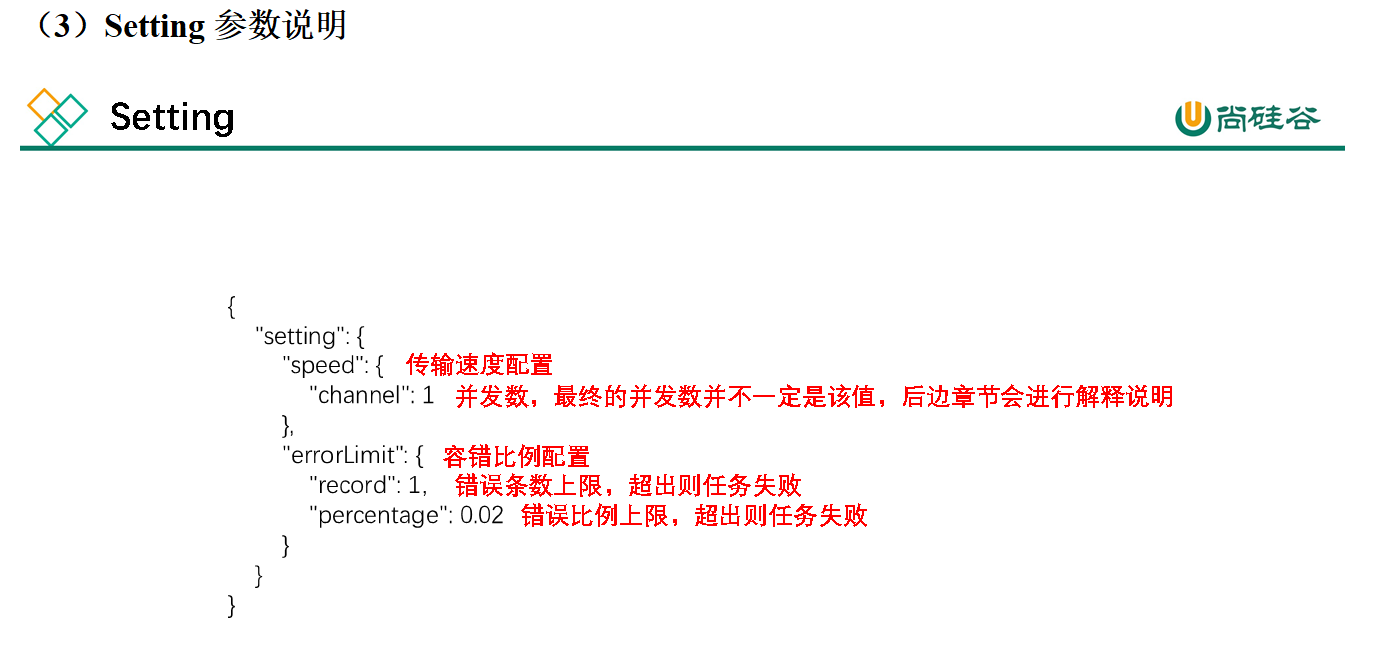 （3）Setting 参数说明
Setting
尚硅谷
{
"setting": {
"speed": { 传输速度配置
"channel": 1 并发数，最终的并发数并不一定是该值，后边章节会进行解释说明
},
"errorLimit": { 容错比例配置
"record": 1, 错误条数上限，超出则任务失败
"percentage": 0.02 错误比例上限，超出则任务失败
}
}
}